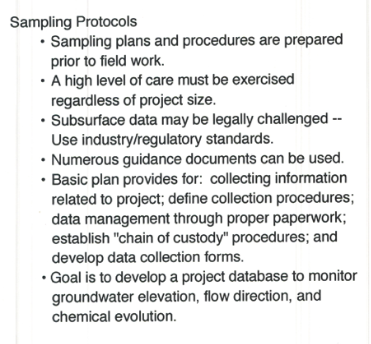 Sampling Protocols
• Sampling plans and procedures are prepared
prior to field work.
• A high level of care must be exercised
regardless of project size.
• Subsurface data may be legally challenged --
Use industry/regulatory standards.
• Numerous guidance documents can be used.
• Basic plan provides for: collecting information
related to project; define collection procedures;
data management through proper paperwork;
establish "chain of custody" procedures; and
develop data collection forms.
• Goal is to develop a project database to monitor
groundwater elevation, flow direction, and
chemical evolution.